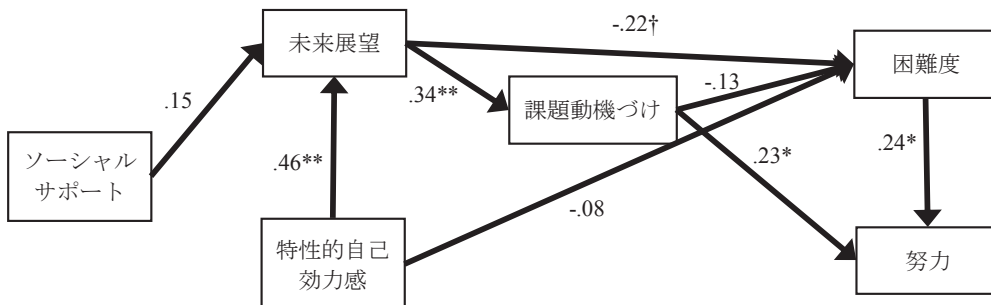 -.22†
未来展望
困難度
-.13
.34**
.15
課題動機づけ
ソーシャル
サポート
.46**
.23*
.24*
-.08
特性的自己
効力感
努力